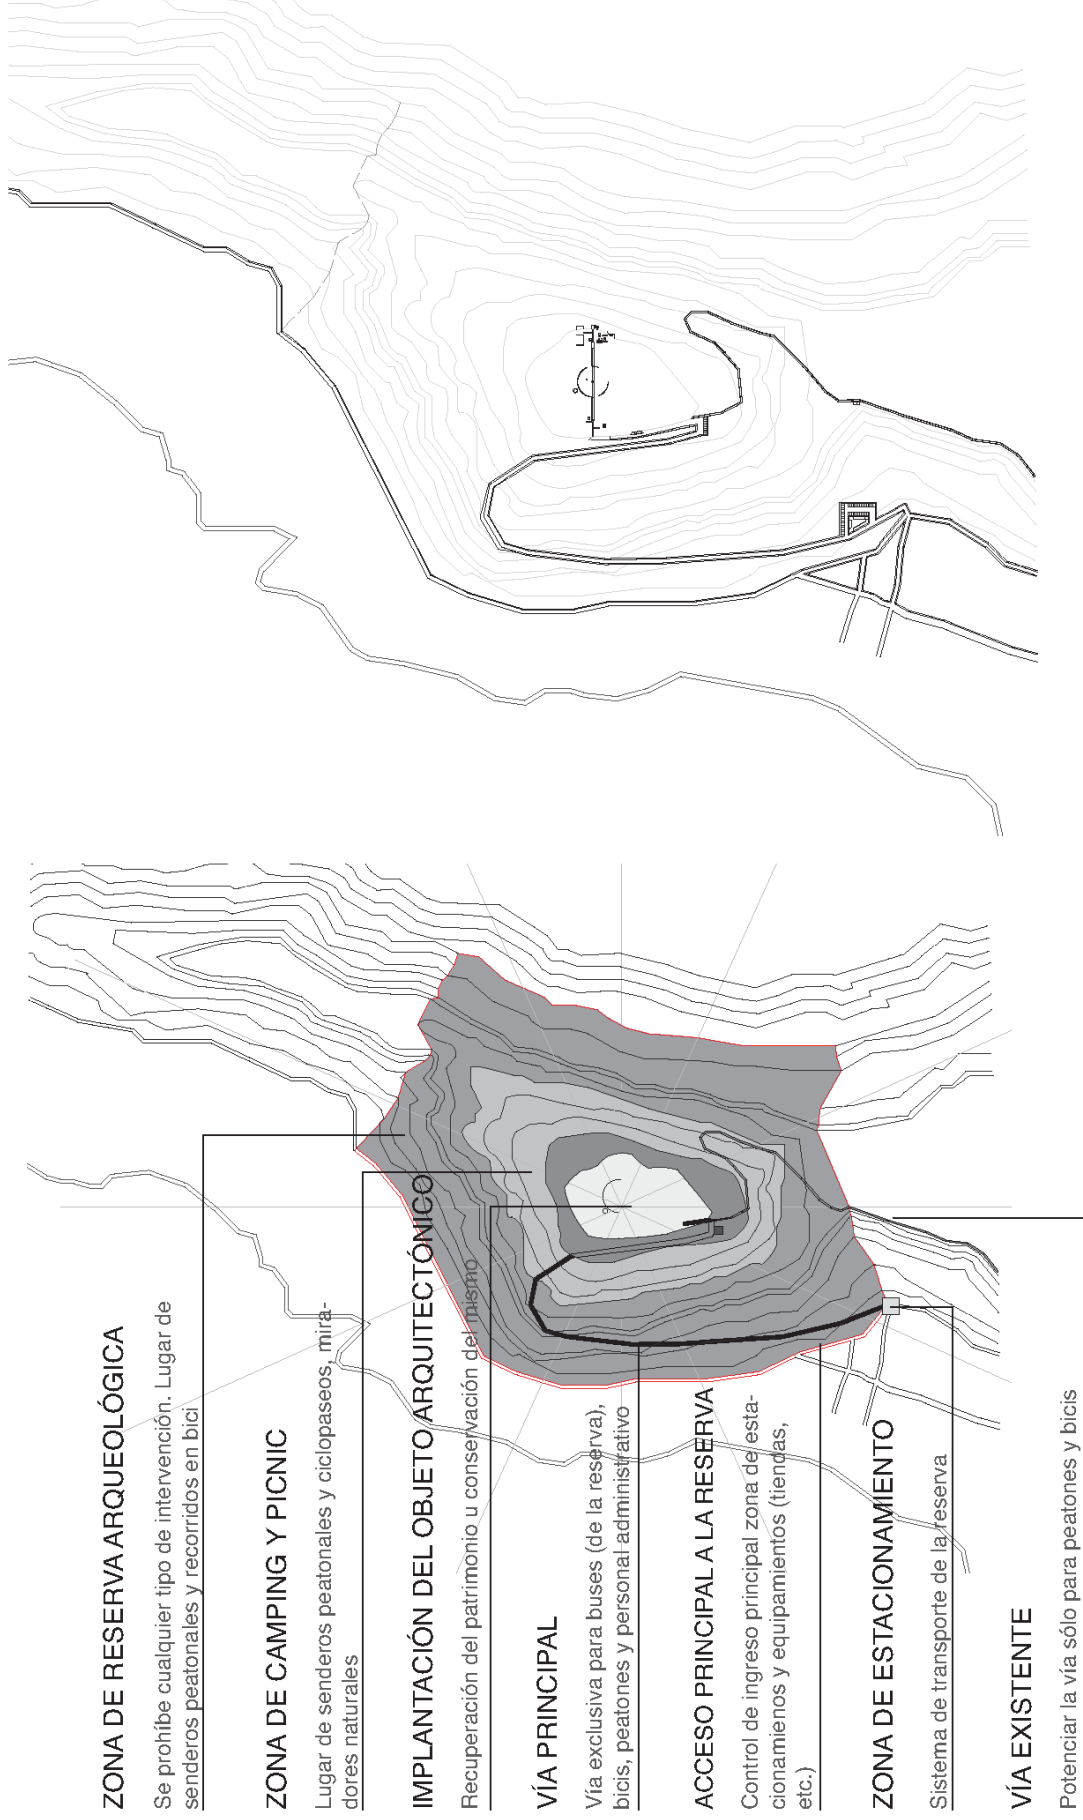 ZONA DE RESERVA ARQUEOLÓGICA
Se prohíbe cualquier tipo de intervención. Lugar de
senderos peatonales y recorridos en bici
ZONA DE CAMPING Y PICNIC
Lugar de senderos peatonales y ciclopaseos, mira-
dores naturales
IMPLANTACIÓN DEL OBJETO ARQUITECTÓNICO
Recuperación del patrimonio u conservación del mismo
VÍA PRINCIPAL
Vía exclusiva para buses (de la reserva),
bicis, peatones y personal administrativo
ACCESO PRINCIPAL A LA RESERVA
Control de ingreso principal zona de esta-
cionamienos y equipamientos (tiendas,
etc.)
ZONA DE ESTACIONAMIENTO
Sistema de transporte de la reserva
VÍA EXISTENTE
Potenciar la vía sólo para peatones y bicis